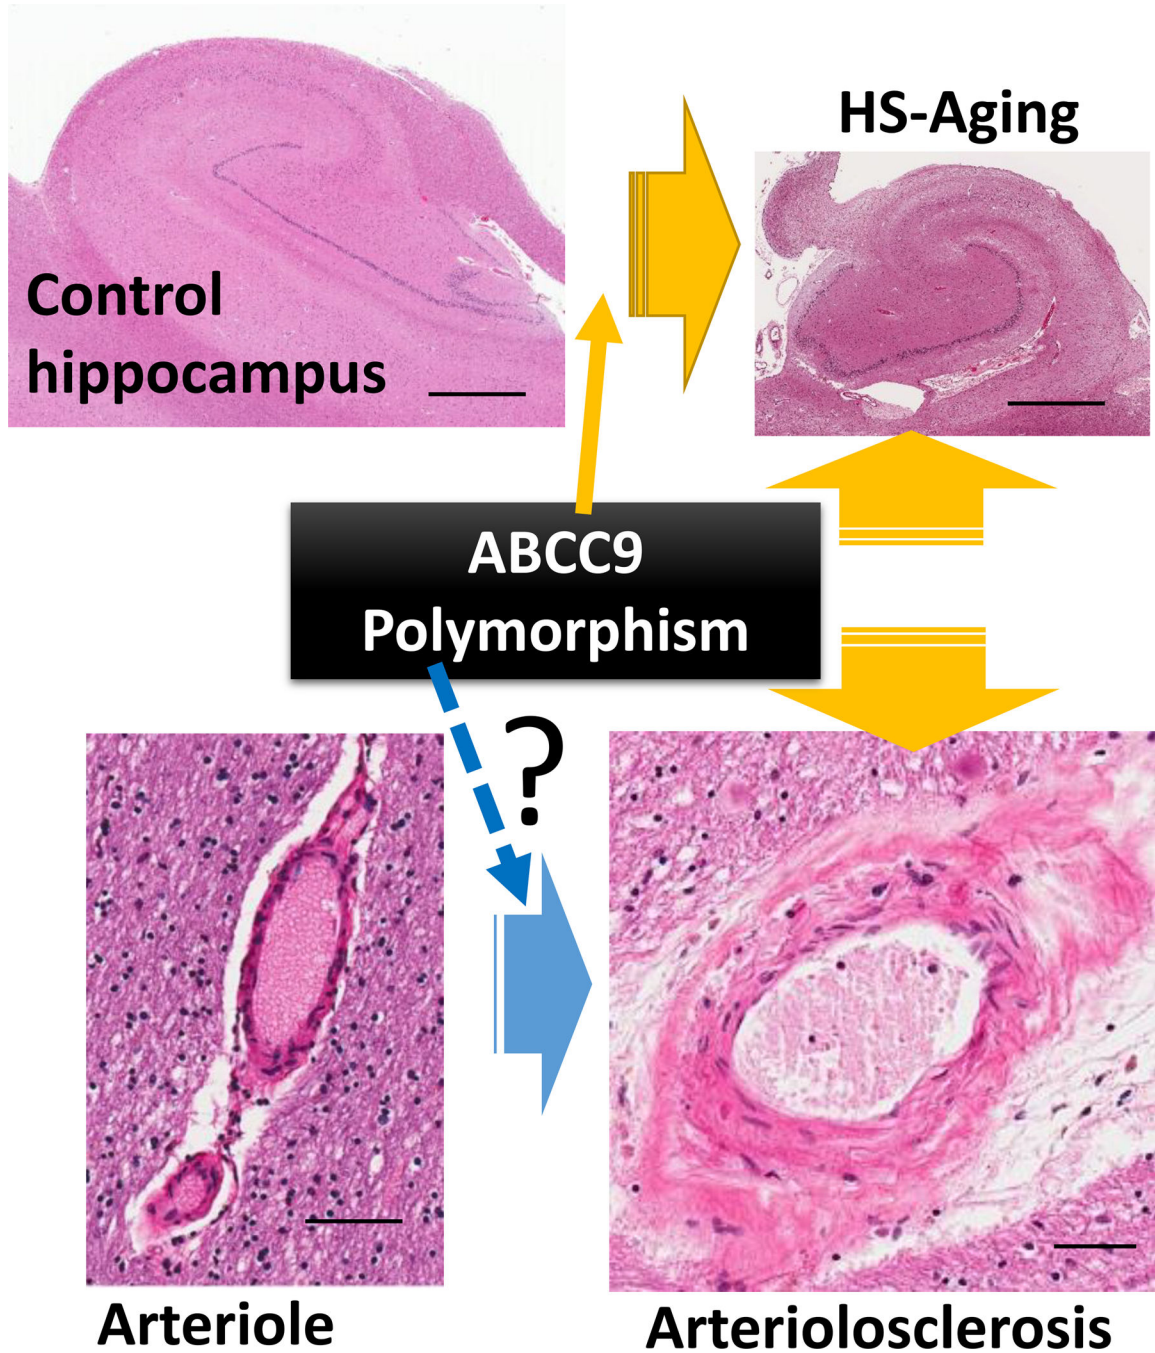 HS-Aging
Control
hippocampus
ABCC9
Polymorphism
?
Arteriole
Arteriolosclerosis